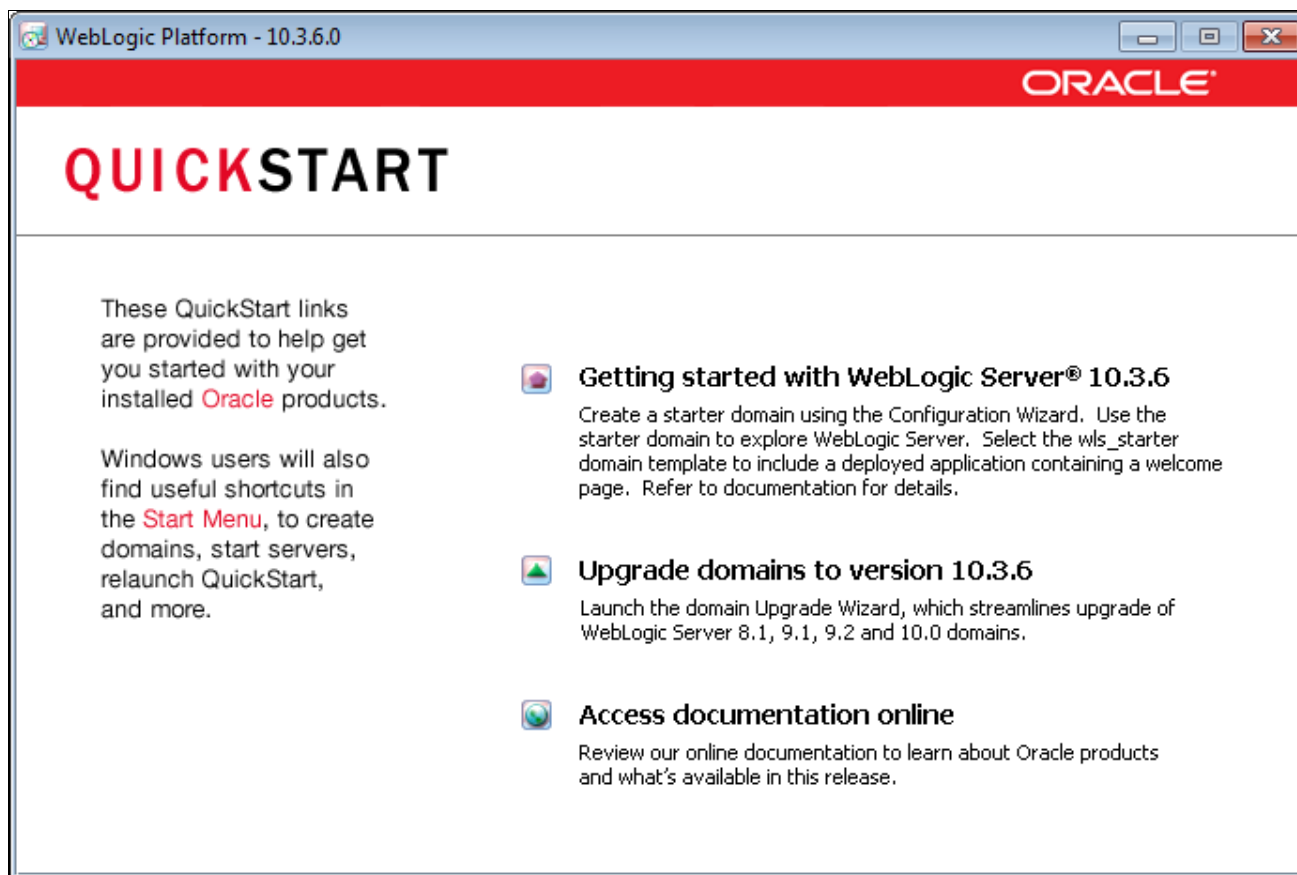 WebLogic Platform - 10.3.6.0
ORACLE®
QUICKSTART
These QuickStart links
are provided to help get
you started with your
installed Oracle products.
Windows users will also
find useful shortcuts in
the Start Menu, to create
domains, start servers,
relaunch QuickStart,
and more.
Getting started with WebLogic Server® 10.3.6
Create a starter domain using the Configuration Wizard. Use the
starter domain to explore WebLogic Server. Select the wls_starter
domain template to include a deployed application containing a welcome
page. Refer to documentation for details.
Upgrade domains to version 10.3.6
Launch the domain Upgrade Wizard, which streamlines upgrade of
WebLogic Server 8.1, 9.1, 9.2 and 10.0 domains.
Access documentation online
Review our online documentation to learn about Oracle products
and what's available in this release.